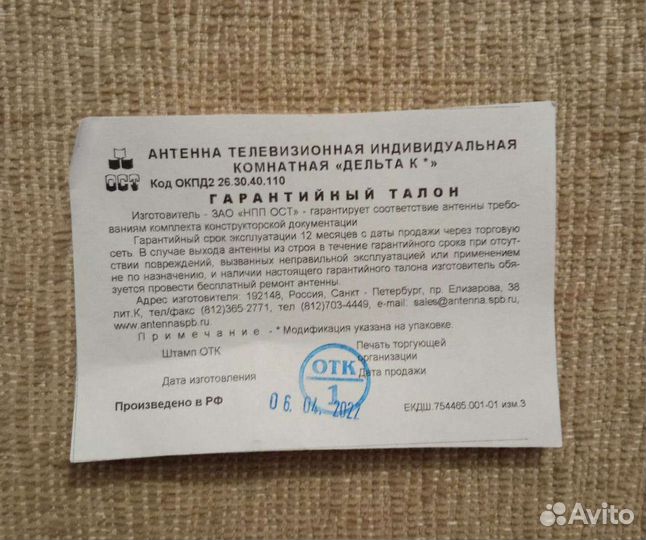 АНТЕННА ТЕЛЕВИЗИОННАЯ ИНДИВИДУАЛЬНАЯ
КОМНАТНАЯ «ДЕЛЬТА К *»
ОСТ
Код ОКПД2 26.30.40.110
ГАРАНТИЙНЫЙ ТАЛОН
Изготовитель - ЗАО «НПП ОСТ» - гарантирует соответствие антенны требо-
ваниям комплекта конструкторской документации
Гарантийный срок эксплуатации 12 месяцев с даты продажи через торговую
сеть. В случае выхода антенны из строя в течение гарантийного срока при отсут-
ствии повреждений, вызванных неправильной эксплуатацией или применением
не по назначению, и наличии настоящего гарантийного талона изготовитель обя-
зуется провести бесплатный ремонт антенны.
Адрес изготовителя: 192148, Россия, Санкт - Петербург, пр. Елизарова, 38
лит.К, тел/факс (812)365-2771, тел (812)703-4449, e-mail: sales@antenna.spb.ru,
www.antennaspb.ru.
Примечание - * Модификация указана на упаковке.
Штамп ОТК
Печать торгующей
организации
Дата изготовления
Дата продажи
ОТК
1
06. 04. 2022
Произведено в РФ
ЕКДШ.754465.001-01 изм.3
Avito